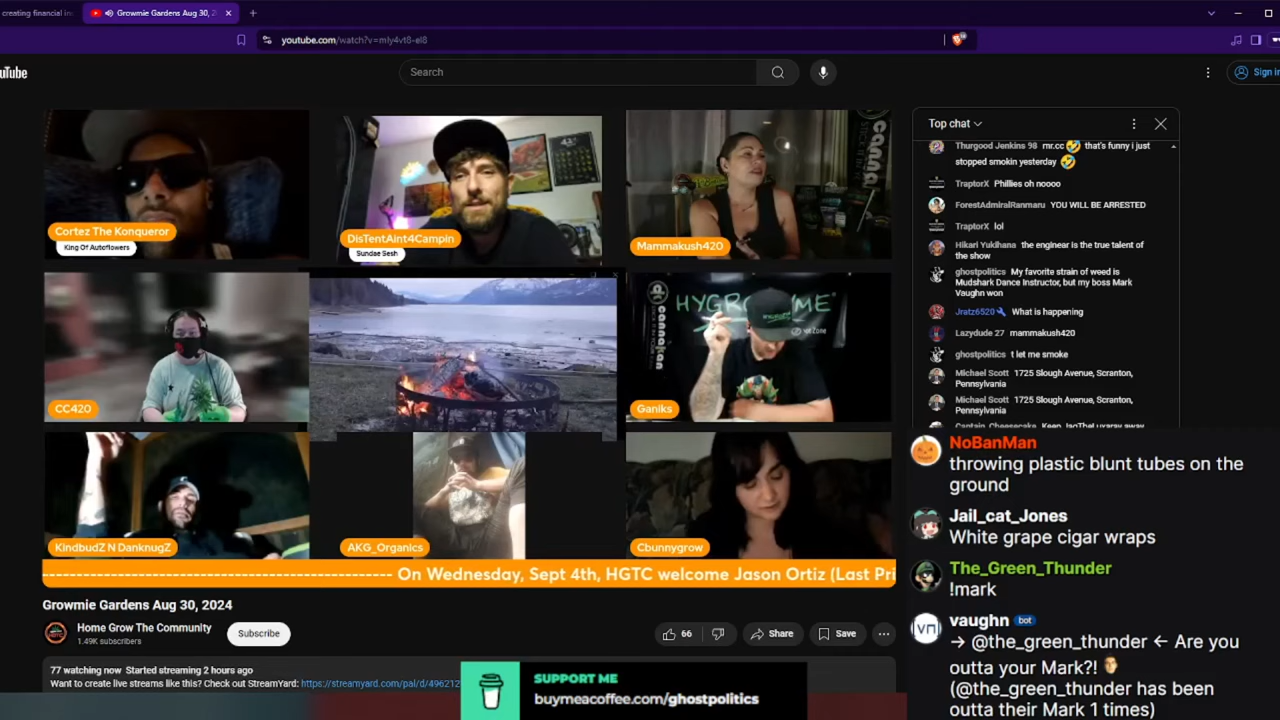 creating financial in
Growmie Gardens Aug 30, 2
youtube.com/watch?v=mIy4vt8-eI8
uTube
Search
Sign in
Top chat
Thurgood Jenkins 98 mr.cc 🤣 that's funny i just
stopped smokin yesterday 🤣
TraptorX Phillies oh noooo
ForestAdmiralRanmaru YOU WILL BE ARRESTED
TraptorX lol
Hikari Yukihana the enginear is the true talent of
the show
ghostpolitics My favorite strain of weed is
Mudshark Dance Instructor, but my boss Mark
Vaughn won
Jratz6520 What is happening
Lazydude 27 mammakush420
ghostpolitics t let me smoke
Michael Scott 1725 Slough Avenue, Scranton,
Pennsylvania
Michael Scott 1725 Slough Avenue, Scranton,
Pennsylvania
Cortez The Konqueror
King Of Autoflowers
DisTentAint4Campin
Sundae Sesh
Mammakush420
CC420
HYGR ME
Ganiks
KindbudZ N DanknugZ
AKG_Organics
Cbunnygrow
NoBanMan
throwing plastic blunt tubes on the
ground
Jail_cat_Jones
White grape cigar wraps
The_Green_Thunder
!mark
vaughn bot
→ @the_green_thunder ← Are you
outta your Mark?!
(@the_green_thunder has been
outta their Mark 1 times)
On Wednesday, Sept 4th, HGTC welcome Jason Ortiz (Last Pri
Growmie Gardens Aug 30, 2024
Home Grow The Community
1.49K subscribers
Subscribe
66
Share
Save
77 watching now Started streaming 2 hours ago
Want to create live streams like this? Check out StreamYard: https://streamyard.com/pal/d/496212
SUPPORT ME
buymeacoffee.com/ghostpolitics